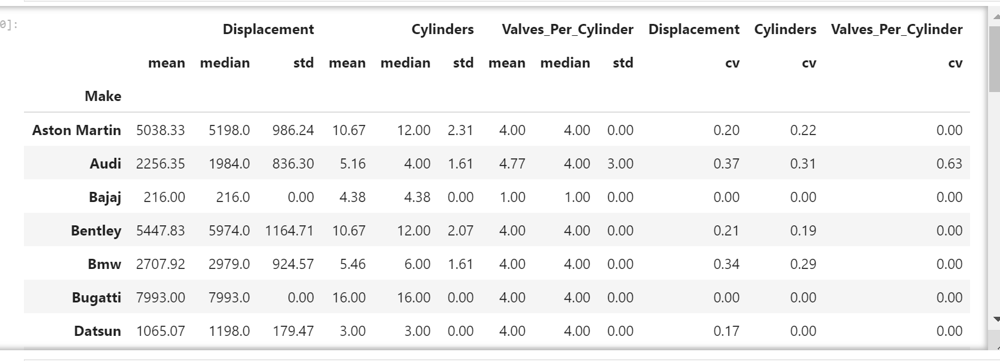 0]:
Displacement Cylinders Valves_Per_Cylinder Displacement Cylinders Valves_Per_Cylinder
mean median std mean median std mean median std cv cv cv
Make
Aston Martin 5038.33 5198.0 986.24 10.67 12.00 2.31 4.00 4.00 0.00 0.20 0.22 0.00
Audi 2256.35 1984.0 836.30 5.16 4.00 1.61 4.77 4.00 3.00 0.37 0.31 0.63
Bajaj 216.00 216.0 0.00 4.38 4.38 0.00 1.00 1.00 0.00 0.00 0.00 0.00
Bentley 5447.83 5974.0 1164.71 10.67 12.00 2.07 4.00 4.00 0.00 0.21 0.19 0.00
Bmw 2707.92 2979.0 924.57 5.46 6.00 1.61 4.00 4.00 0.00 0.34 0.29 0.00
Bugatti 7993.00 7993.0 0.00 16.00 16.00 0.00 4.00 4.00 0.00 0.00 0.00 0.00
Datsun 1065.07 1198.0 179.47 3.00 3.00 0.00 4.00 4.00 0.00 0.17 0.00 0.00